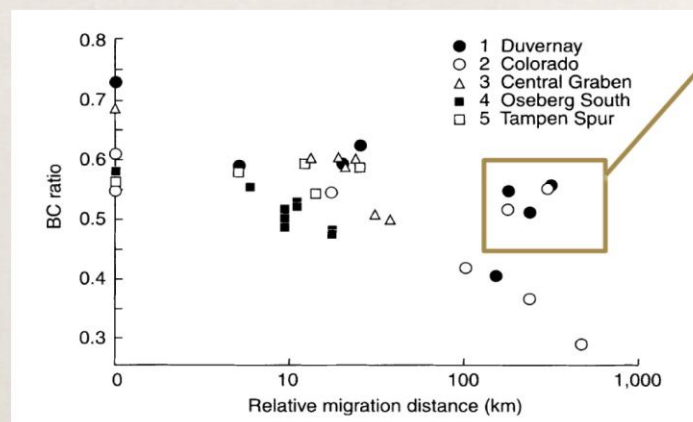 0.8
0.7
0.6
0.5
0.4
0.3
BC ratio
1 Duvernay
2 Colorado
3 Central Graben
4 Oseberg South
5 Tampen Spur
0
10
100
1,000
Relative migration distance (km)